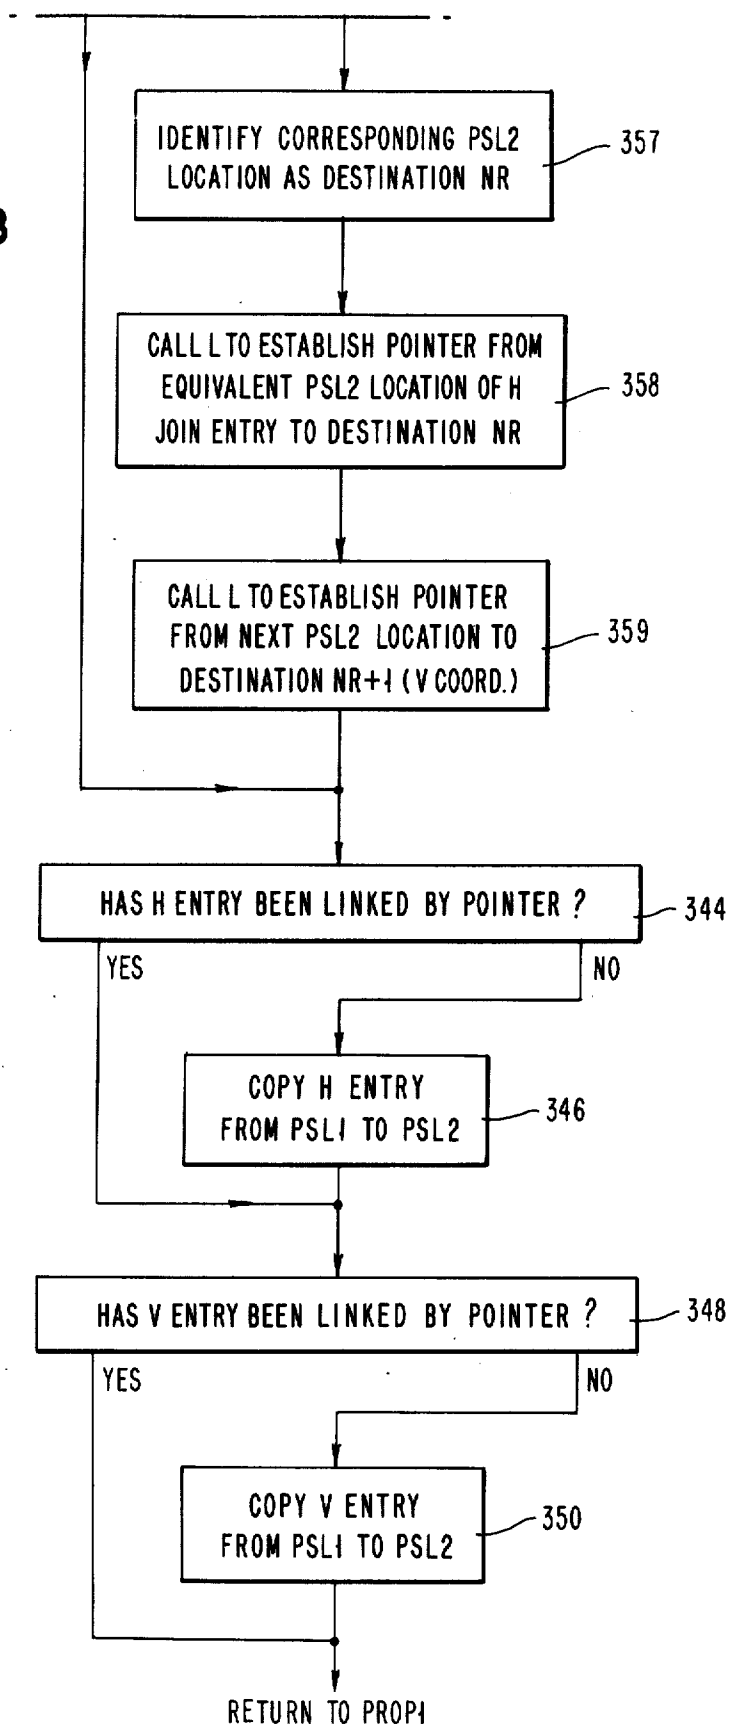 IDENTIFY CORRESPONDING PSL2
LOCATION AS DESTINATION NR
357
CALL L TO ESTABLISH POINTER FROM
EQUIVALENT PSL2 LOCATION OF H
JOIN ENTRY TO DESTINATION NR
358
CALL L TO ESTABLISH POINTER
FROM NEXT PSL2 LOCATION TO
DESTINATION NR+1 (V COORD.)
359
HAS H ENTRY BEEN LINKED BY POINTER ?
344
YES
NO
COPY H ENTRY
FROM PSL1 TO PSL2
346
HAS V ENTRY BEEN LINKED BY POINTER ?
348
YES
NO
COPY V ENTRY
FROM PSL1 TO PSL2
350
RETURN TO PROP1